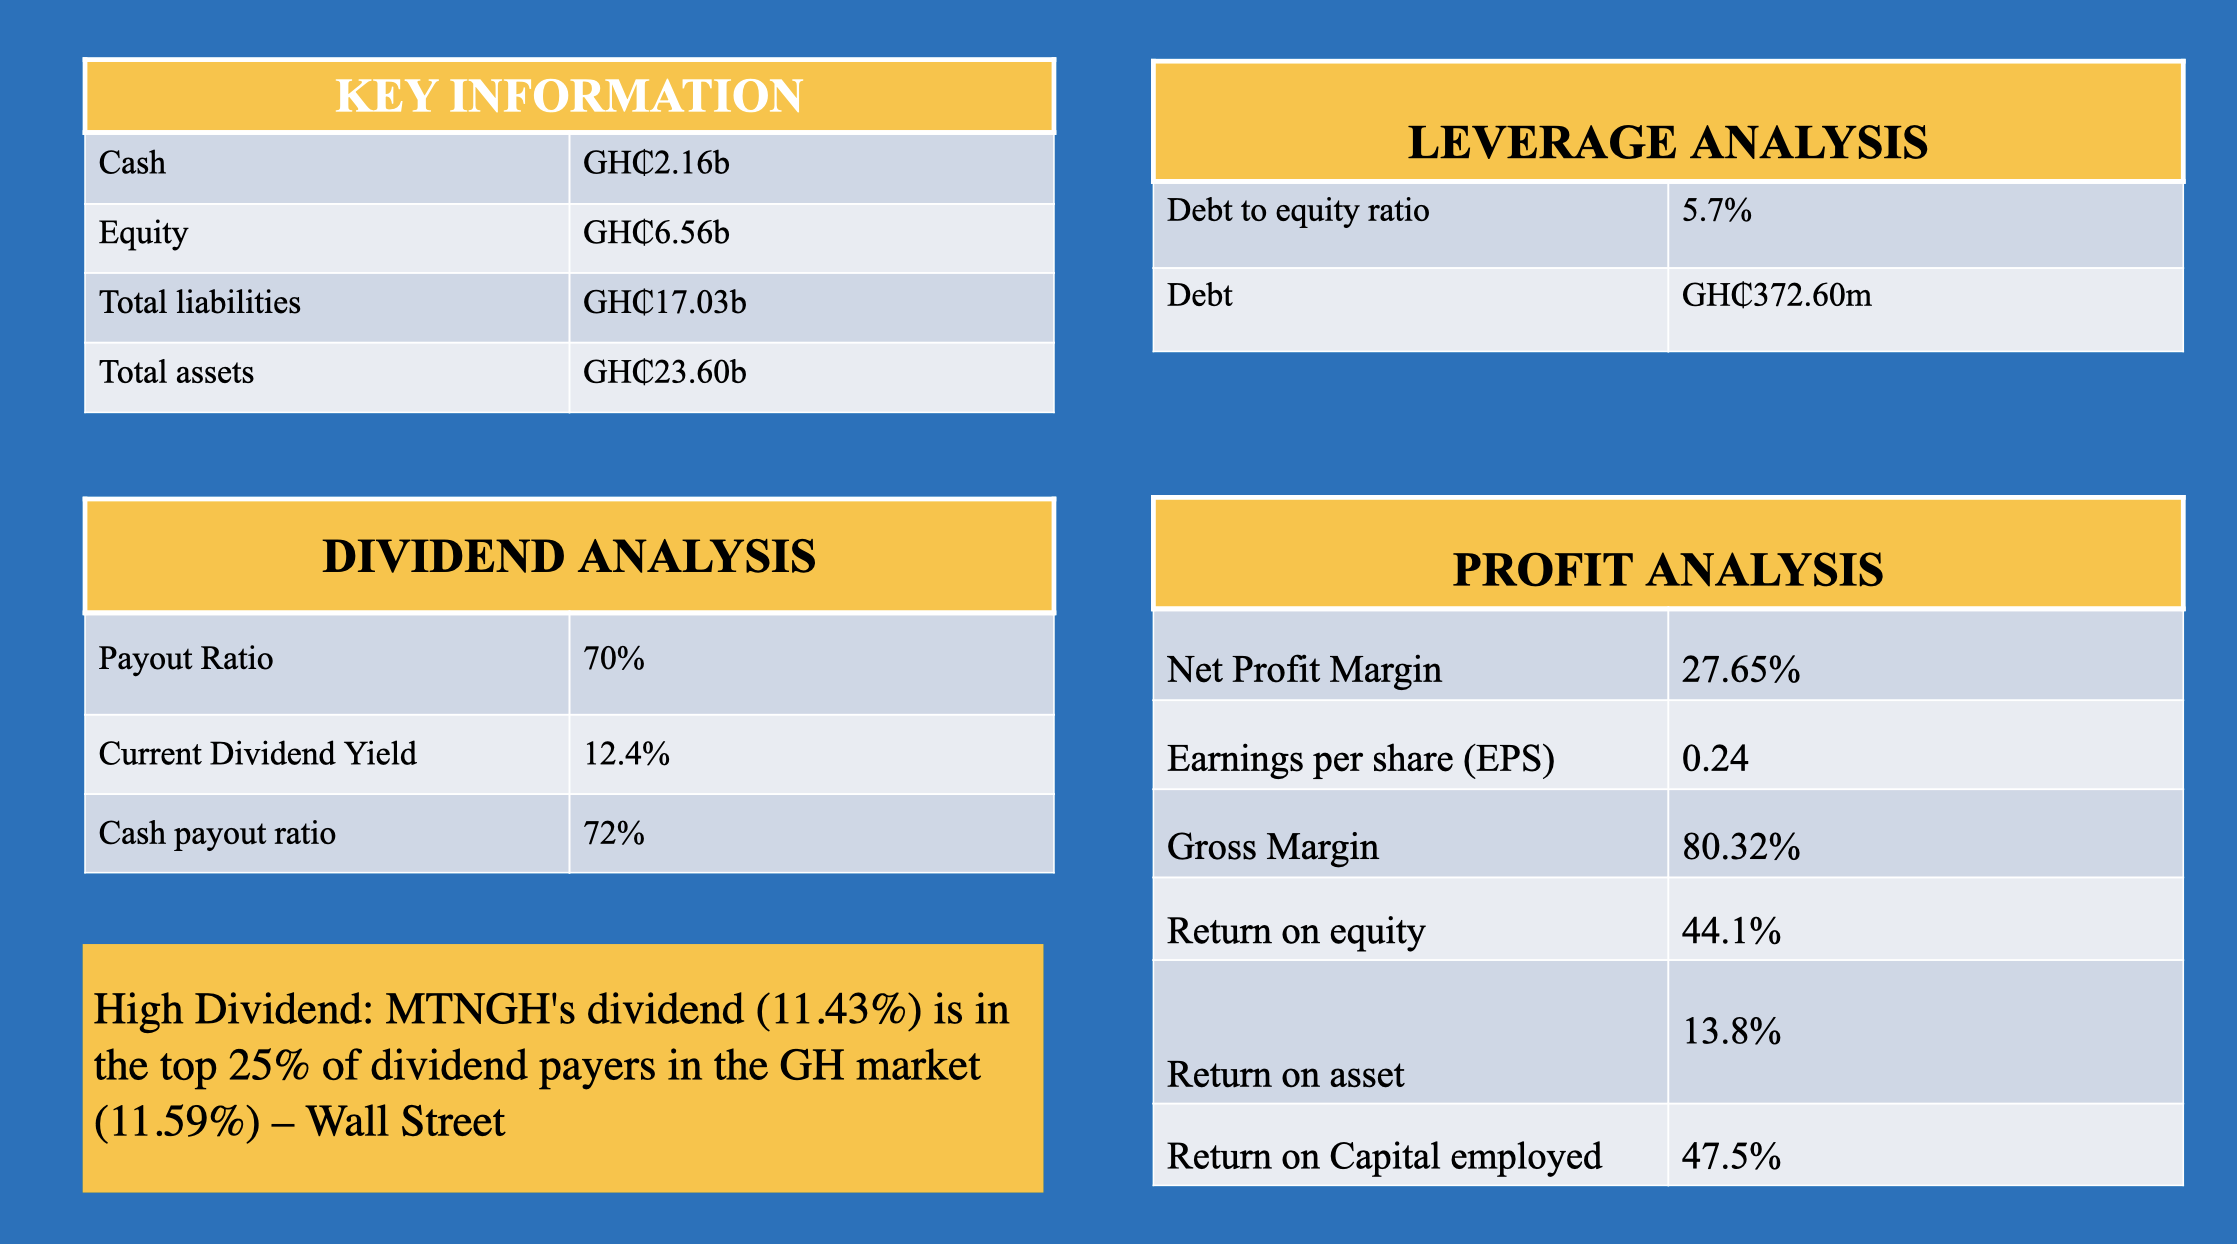 KEY INFORMATION
Cash GH₵2.16b
Equity GH₵6.56b
Total liabilities GH₵17.03b
Total assets GH₵23.60b
LEVERAGE ANALYSIS
Debt to equity ratio 5.7%
Debt GH₵372.60m
DIVIDEND ANALYSIS
Payout Ratio 70%
Current Dividend Yield 12.4%
Cash payout ratio 72%
High Dividend: MTNGH's dividend (11.43%) is in
the top 25% of dividend payers in the GH market
(11.59%) – Wall Street
PROFIT ANALYSIS
Net Profit Margin 27.65%
Earnings per share (EPS) 0.24
Gross Margin 80.32%
Return on equity 44.1%
Return on asset 13.8%
Return on Capital employed 47.5%